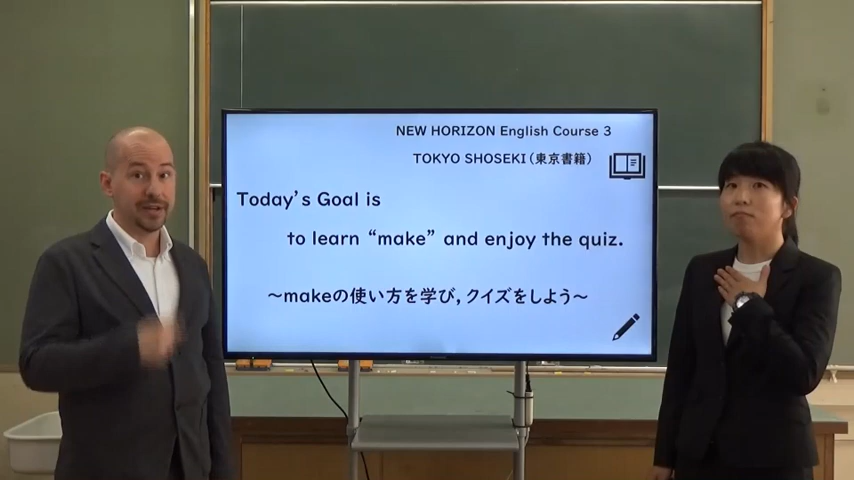 NEW HORIZON English Course 3
TOKYO SHOSEKI（東京書籍）
Today's Goal is
to learn “make” and enjoy the quiz.
～makeの使い方を学び，クイズをしよう～